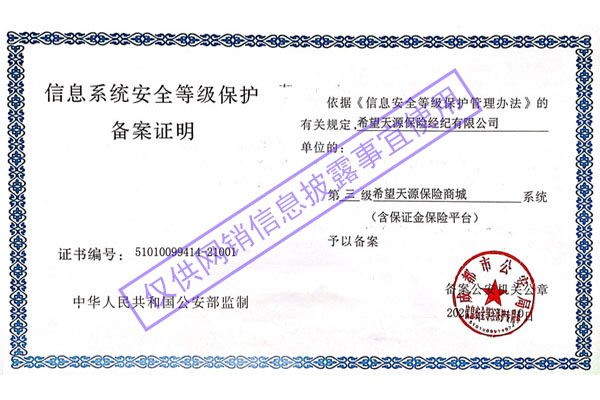 信息系统安全等级保护
备案证明
证书编号：51010099414-21001
中华人民共和国公安部监制
依据《信息安全等级保护管理办法》的
有关规定，希望天源保险经纪有限公司
单位的：
第三级希望天源保险商城系统
（含保证金保险平台）
予以备案
备案公安机关公章
成都市公安局
仅供网销信息披露事宜使用